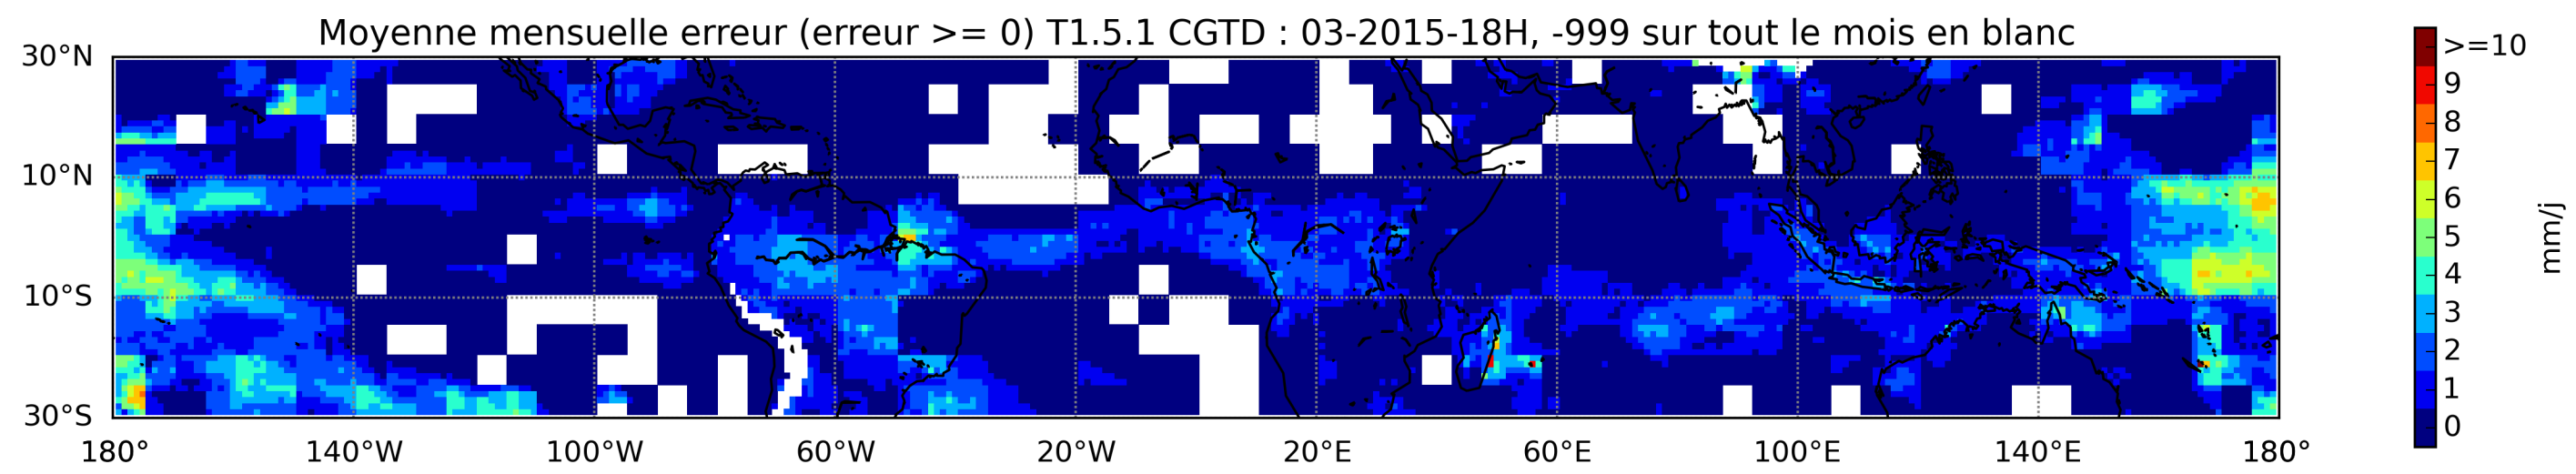 Moyenne mensuelle erreur (erreur >= 0) T1.5.1 CGTD : 03-2015-18H, -999 sur tout le mois en blanc
30°N
10°N
10°S
30°S
180° 140°W 100°W 60°W 20°W 20°E 60°E 100°E 140°E 180°
>=10
9
8
7
6
5
4
3
2
1
0
mm/j